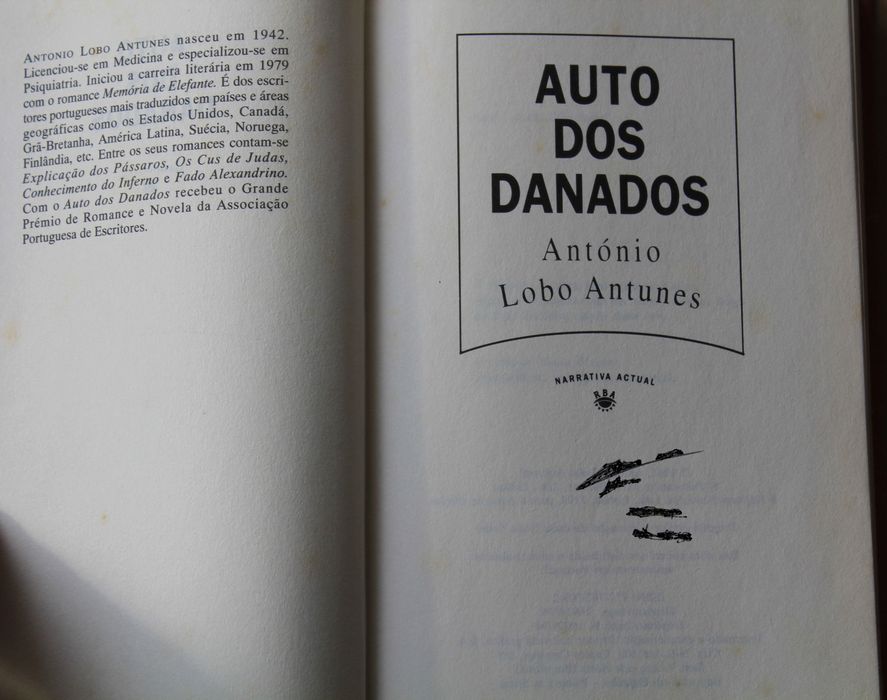 ANTONIO LOBO ANTUNES nasceu em 1942.
Licenciou-se em Medicina e especializou-se em
Psiquiatria. Iniciou a carreira literária em 1979
com o romance Memória de Elefante. É dos escri-
tores portugueses mais traduzidos em países e áreas
geográficas como os Estados Unidos, Canadá,
Grã-Bretanha, América Latina, Suécia, Noruega,
Finlândia, etc. Entre os seus romances contam-se
Explicação dos Pássaros, Os Cus de Judas,
Conhecimento do Inferno e Fado Alexandrino.
Com o Auto dos Danados recebeu o Grande
Prémio de Romance e Novela da Associação
Portuguesa de Escritores.
AUTO
DOS
DANADOS
António
Lobo Antunes
NARRATIVA ACTUAL
RBA